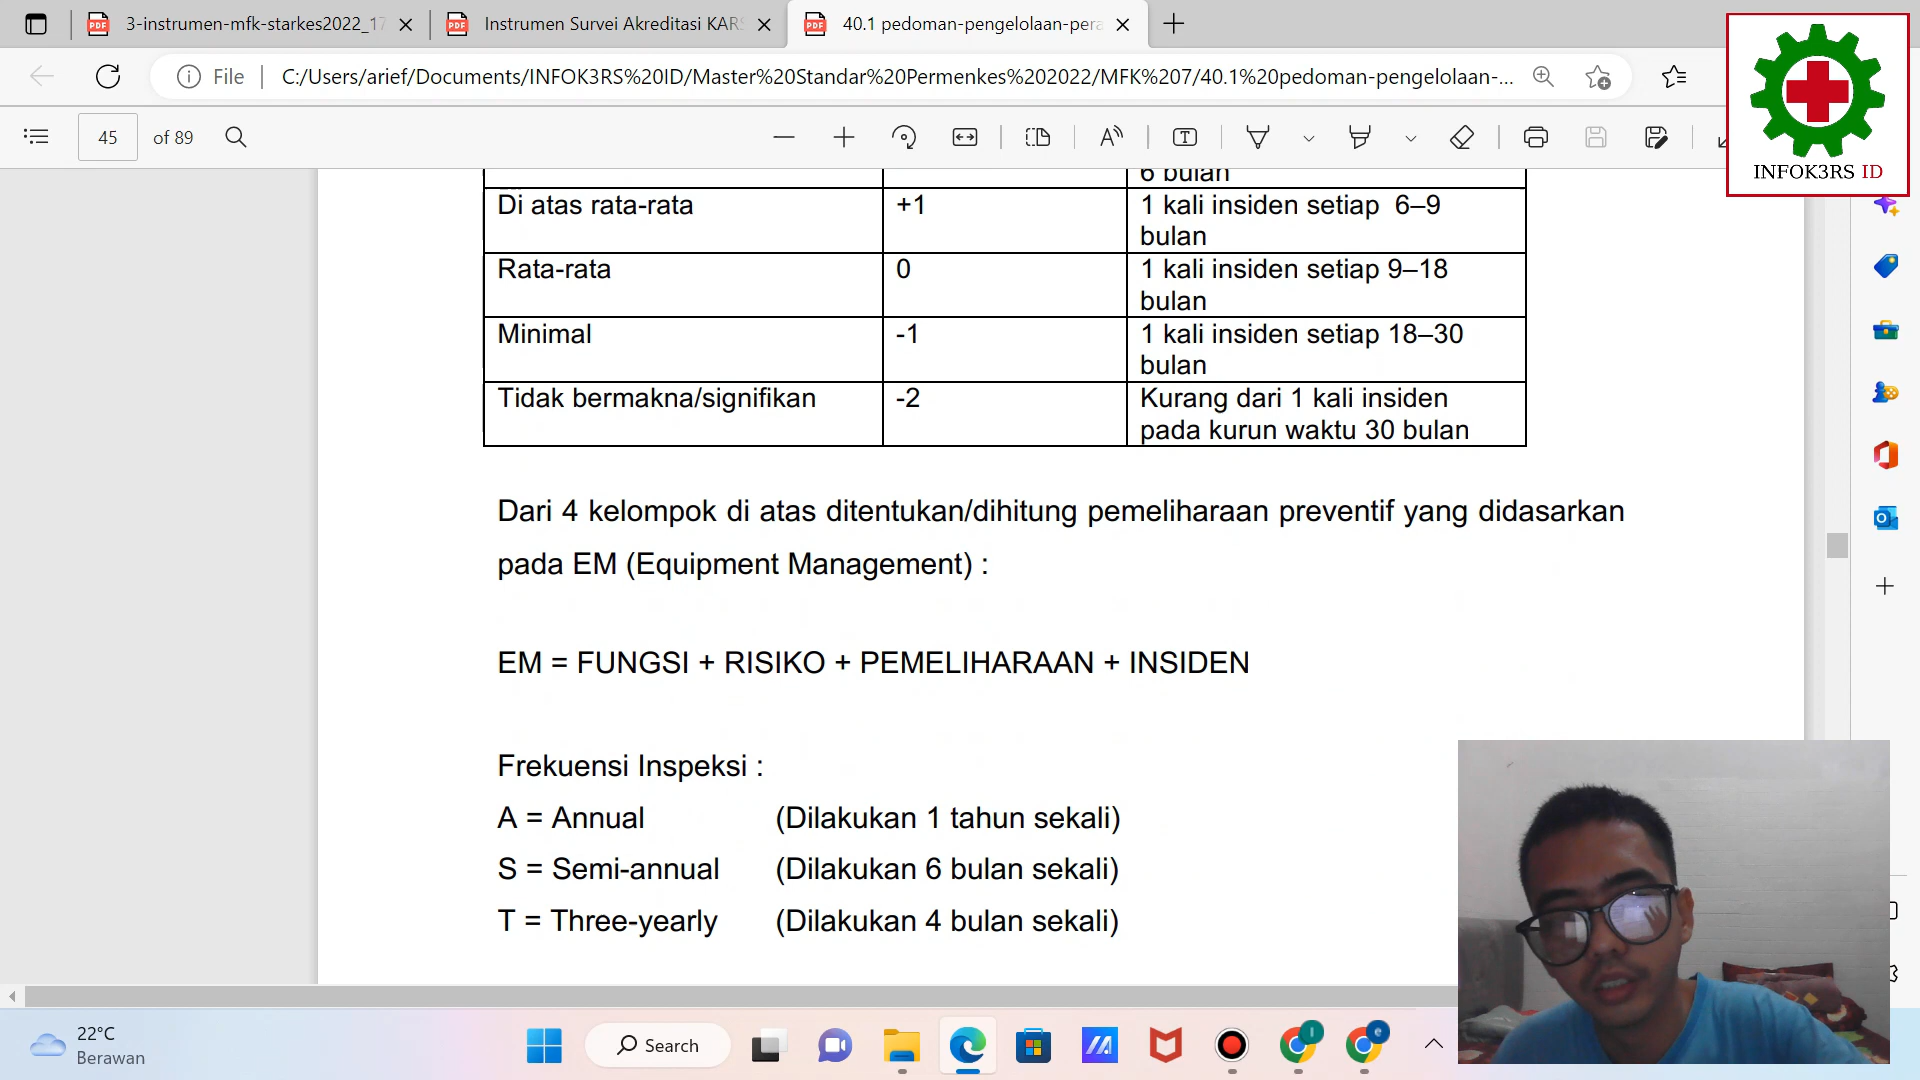 3-instrumen-mfk-starkes2022_17
Instrumen Survei Akreditasi KARS
40.1 pedoman-pengelolaan-pera
File
C:/Users/arief/Documents/INFOK3RS%20ID/Master%20Standar%20Permenkes%202022/MFK%207/40.1%20pedoman-pengelolaan-...
INFOK3RS ID
45 of 89
6 bulan
Di atas rata-rata +1 1 kali insiden setiap 6–9
bulan
Rata-rata 0 1 kali insiden setiap 9–18
bulan
Minimal -1 1 kali insiden setiap 18–30
bulan
Tidak bermakna/signifikan -2 Kurang dari 1 kali insiden
pada kurun waktu 30 bulan
Dari 4 kelompok di atas ditentukan/dihitung pemeliharaan preventif yang didasarkan
pada EM (Equipment Management) :
EM = FUNGSI + RISIKO + PEMELIHARAAN + INSIDEN
Frekuensi Inspeksi :
A = Annual (Dilakukan 1 tahun sekali)
S = Semi-annual (Dilakukan 6 bulan sekali)
T = Three-yearly (Dilakukan 4 bulan sekali)
22°C
Berawan
Search